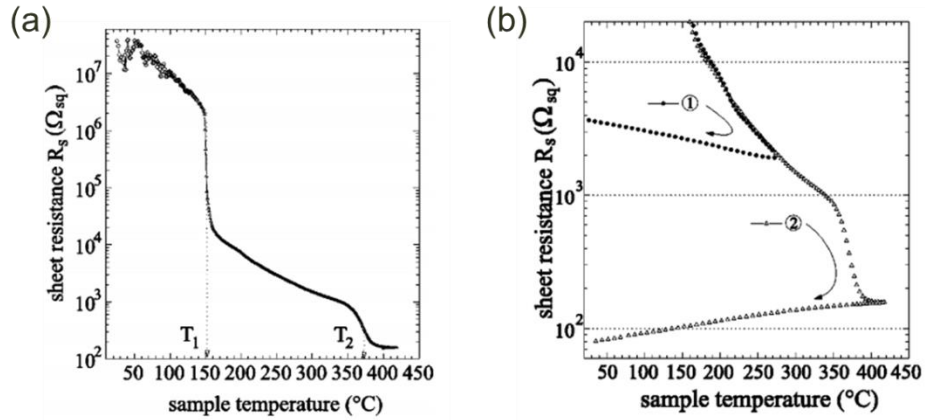 (a)
sheet resistance Rₛ (Ω_sq)
10⁷
10⁶
10⁵
10⁴
10³
10²
T₁
T₂
50 100 150 200 250 300 350 400 450
sample temperature (°C)
(b)
sheet resistance Rₛ (Ω_sq)
10⁴
10³
10²
①
②
50 100 150 200 250 300 350 400 450
sample temperature (°C)